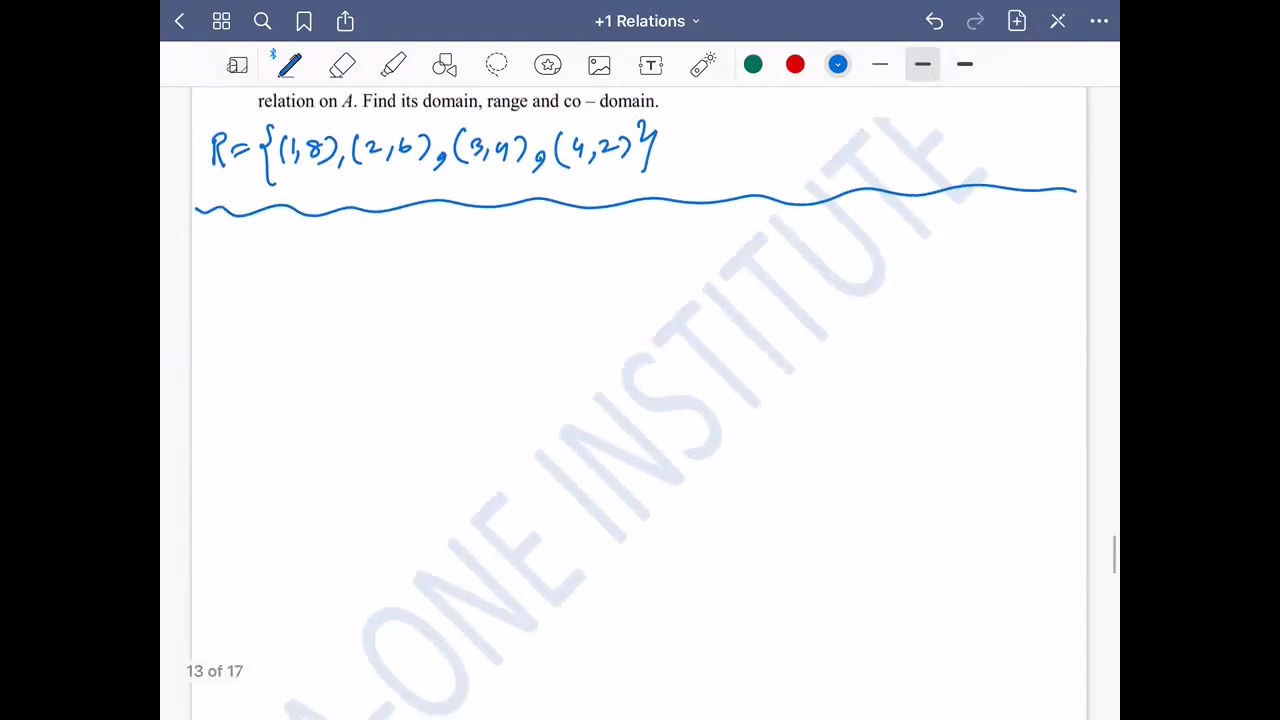 +1 Relations
relation on A. Find its domain, range and co – domain.
R = {(1,8), (2,6), (3,4), (4,2)}
A-ONE INSTITUTE
13 of 17